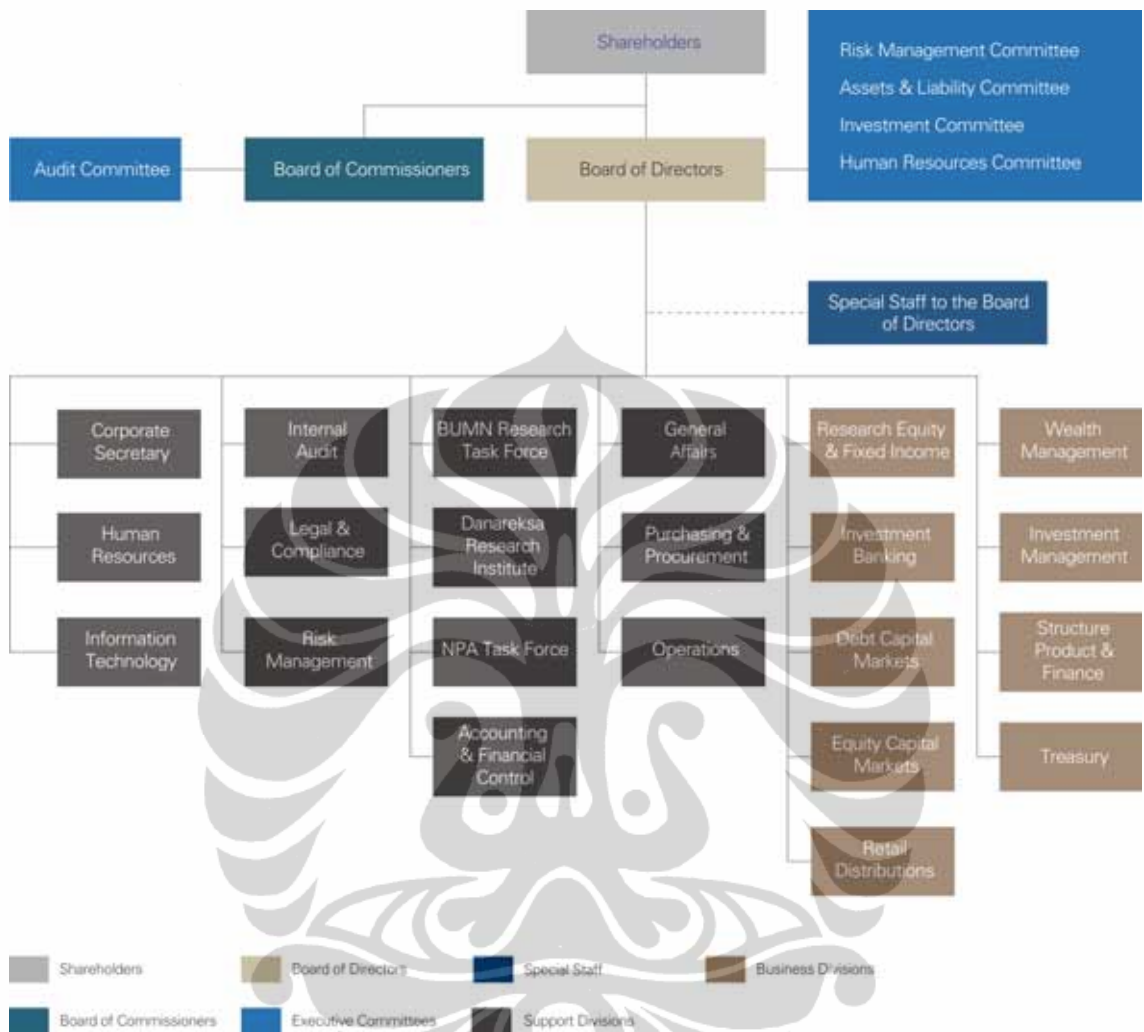 Shareholders
Risk Management Committee
Assets & Liability Committee
Investment Committee
Human Resources Committee
Audit Committee
Board of Commissioners
Board of Directors
Special Staff to the Board
of Directors
Corporate
Secretary
Internal
Audit
BUMN Research
Task Force
General
Affairs
Research Equity
& Fixed Income
Wealth
Management
Human
Resources
Legal &
Compliance
Danareksa
Research
Institute
Purchasing &
Procurement
Investment
Banking
Investment
Management
Information
Technology
Risk
Management
NPA Task Force
Operations
Debt Capital
Markets
Structure
Product &
Finance
Accounting
& Financial
Control
Equity Capital
Markets
Treasury
Retail
Distributions
Shareholders
Board of Directors
Special Staff
Business Divisions
Board of Commissioners
Executive Committees
Support Divisions